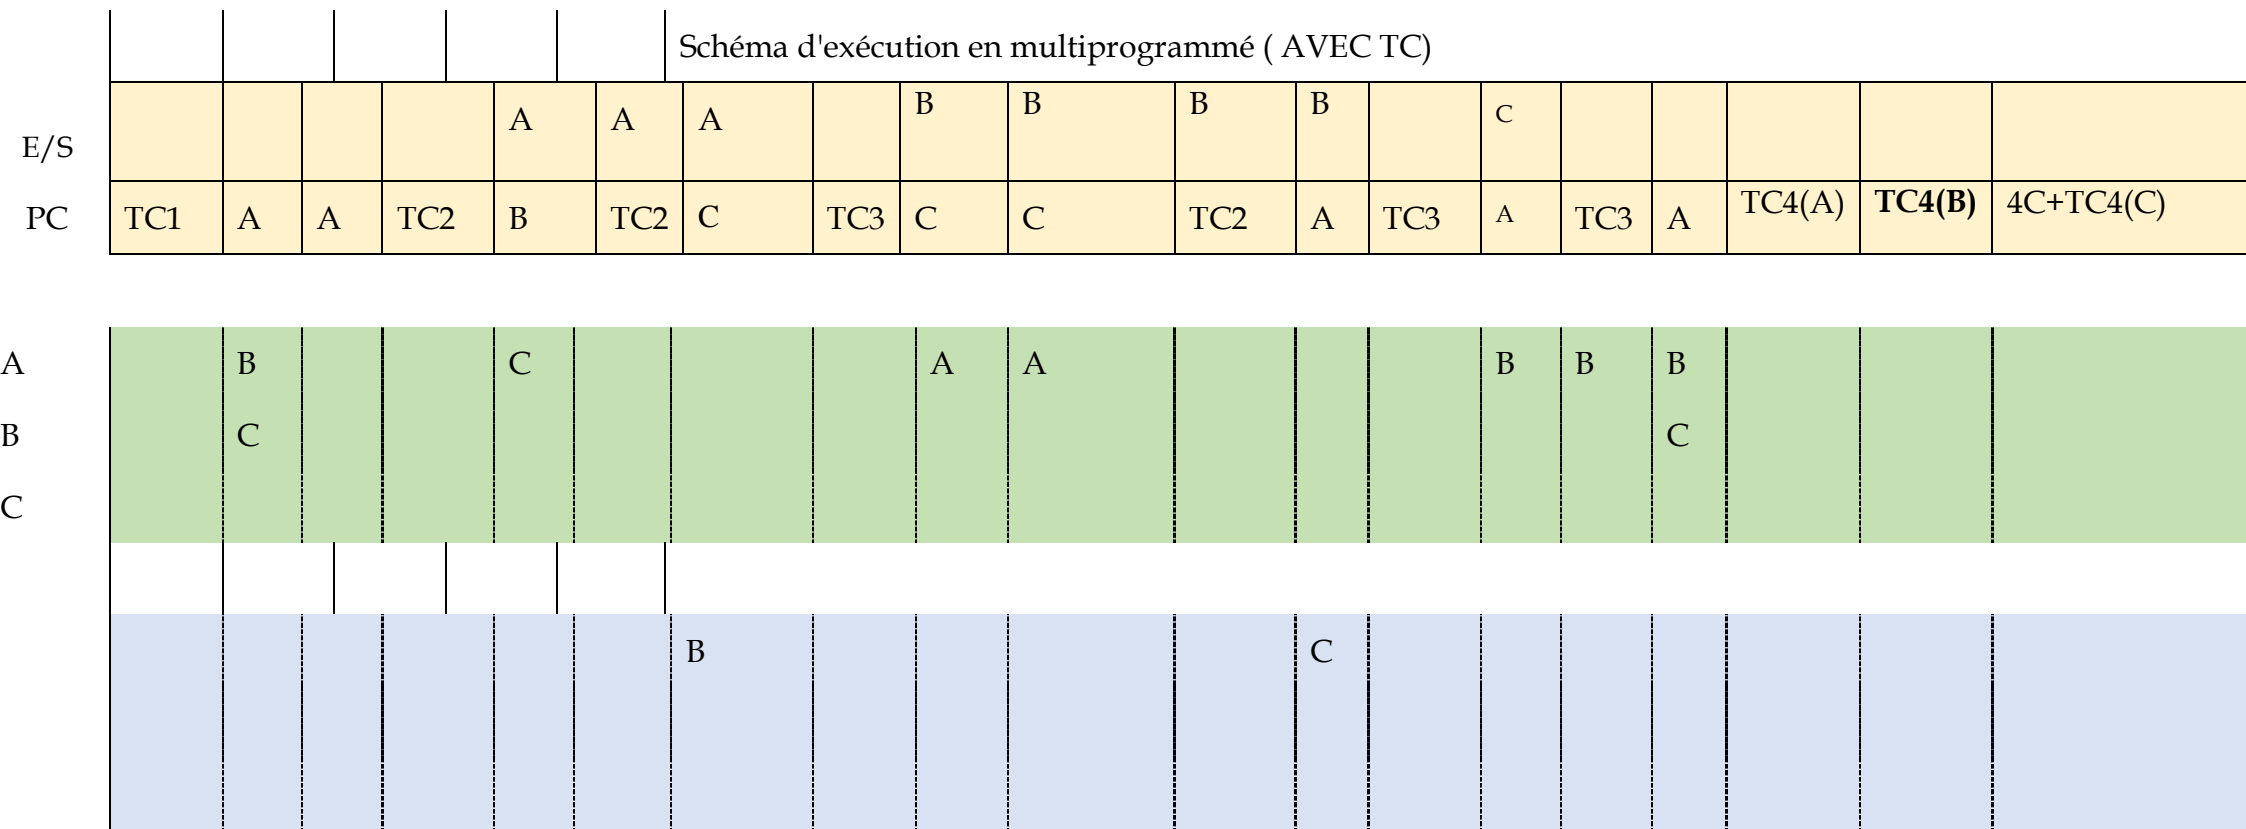 Schéma d'exécution en multiprogrammé ( AVEC TC)
E/S A A A B B B B C
PC TC1 A A TC2 B TC2 C TC3 C C TC2 A TC3 A TC3 A TC4(A) TC4(B) 4C+TC4(C)
A B C A A B B B
B C C
C
B C